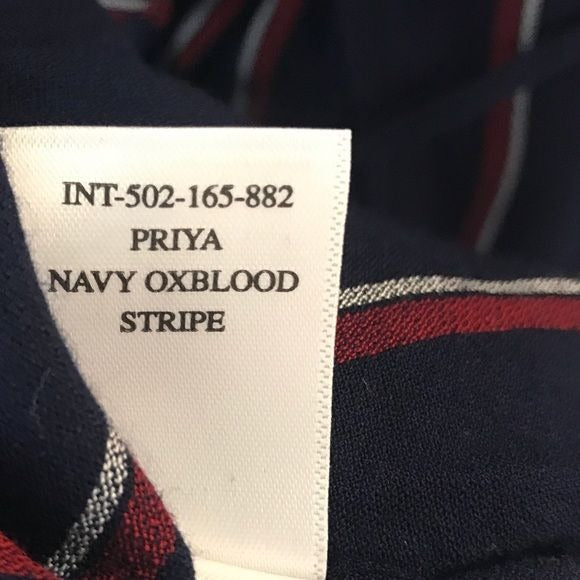 INT-502-165-882
PRIYA
NAVY OXBLOOD
STRIPE